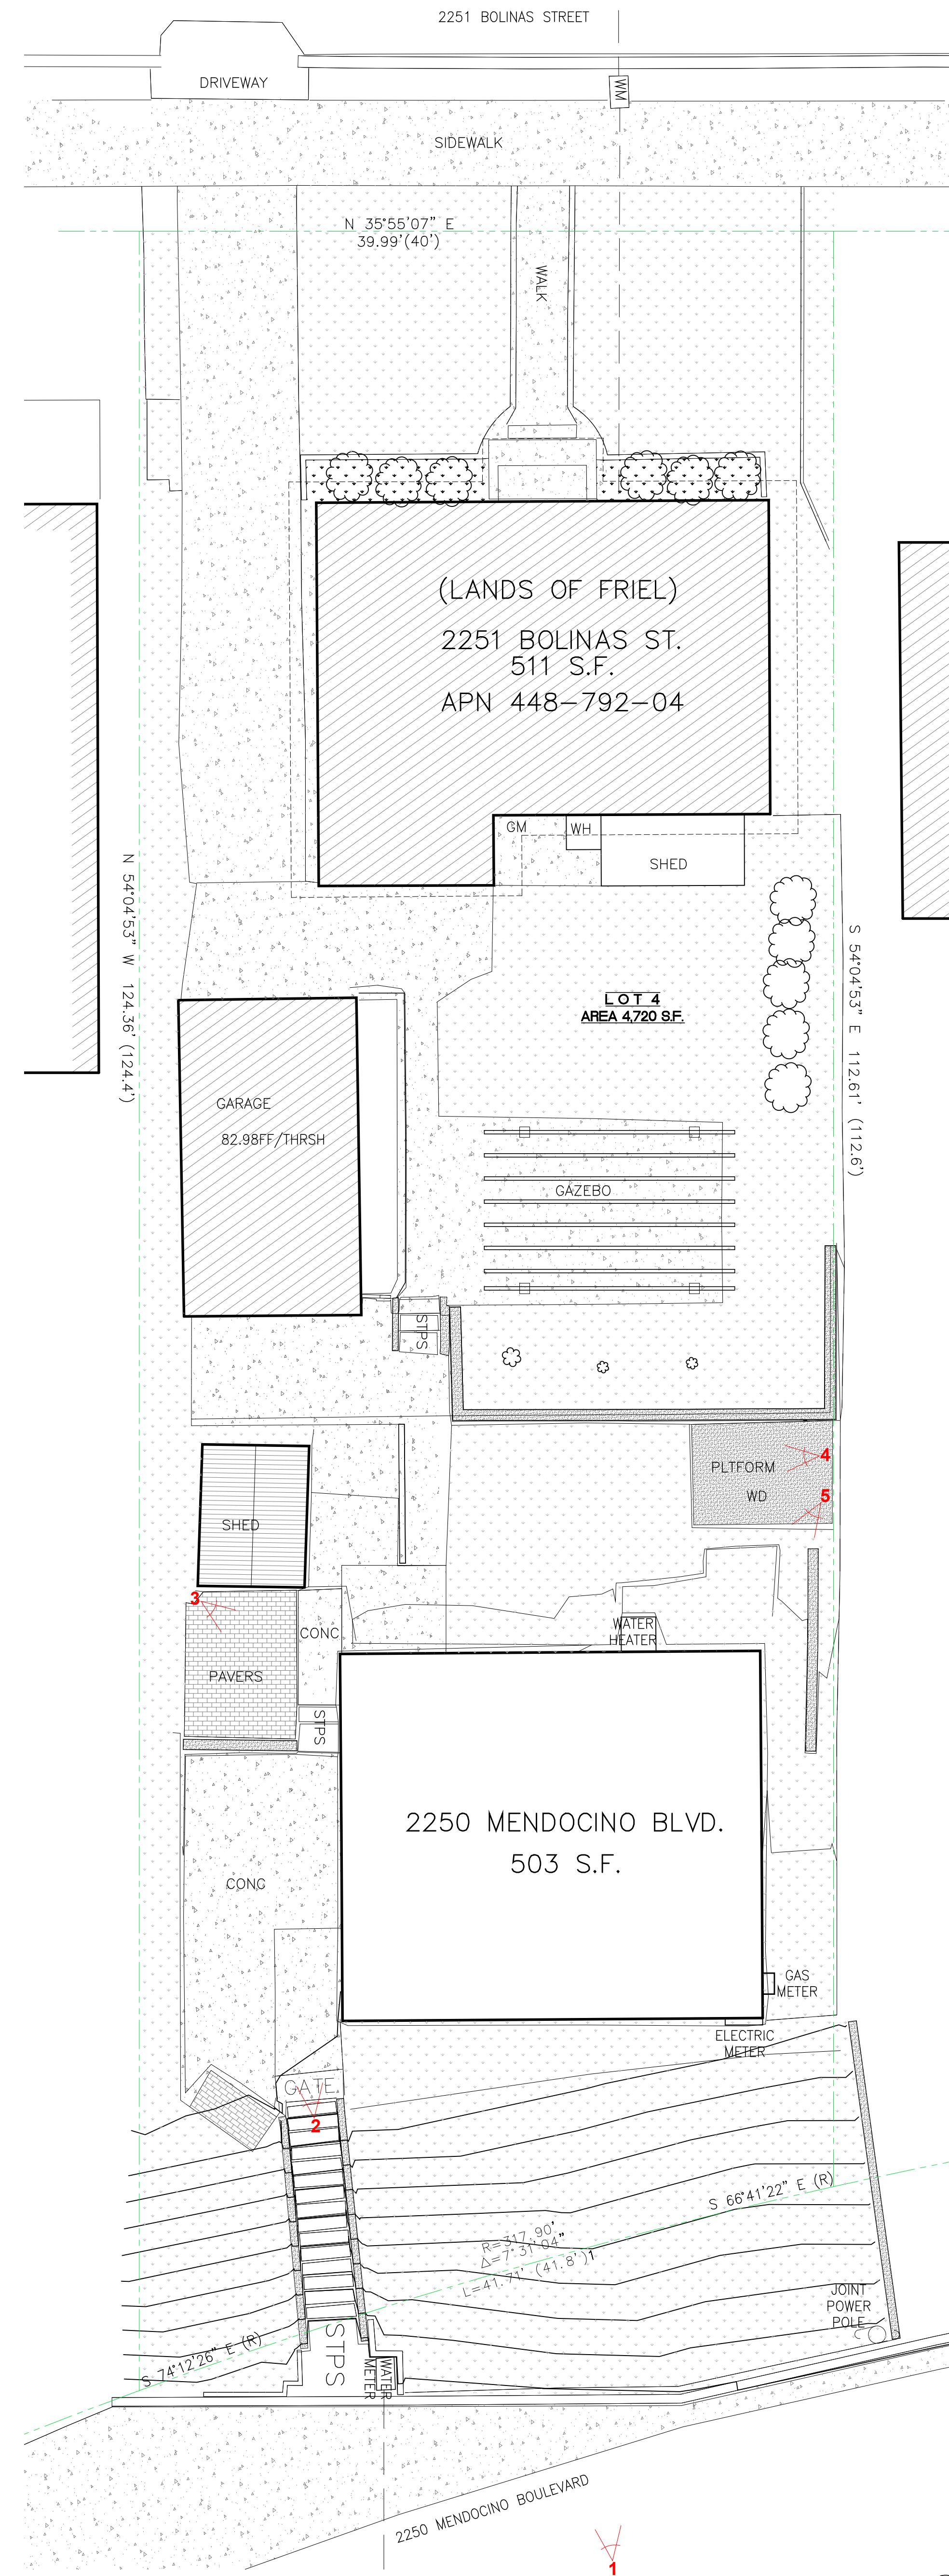 2251 BOLINAS STREET
DRIVEWAY
WM
SIDEWALK
N 35°55'07" E
39.99'(40')
WALK
(LANDS OF FRIEL)
2251 BOLINAS ST.
511 S.F.
APN 448-792-04
GM
WH
SHED
N 54°04'53" W 124.36' (124.4')
S 54°04'53" E 112.61' (112.6')
LOT 4
AREA 4,720 S.F.
GARAGE
82.98FF/THRSH
GAZEBO
STPS
4
PLTFORM
WD
5
SHED
3
CONC
WATER
HEATER
PAVERS
STPS
2250 MENDOCINO BLVD.
503 S.F.
CONC
GAS
METER
ELECTRIC
METER
GATE
2
S 66°41'22" E (R)
R=317.90'
Δ=7°31'04"
L=41.71' (41.8')1
JOINT
POWER
POLE
S 74°12'26" E (R)
STPS
WATER
METER
2250 MENDOCINO BOULEVARD
1